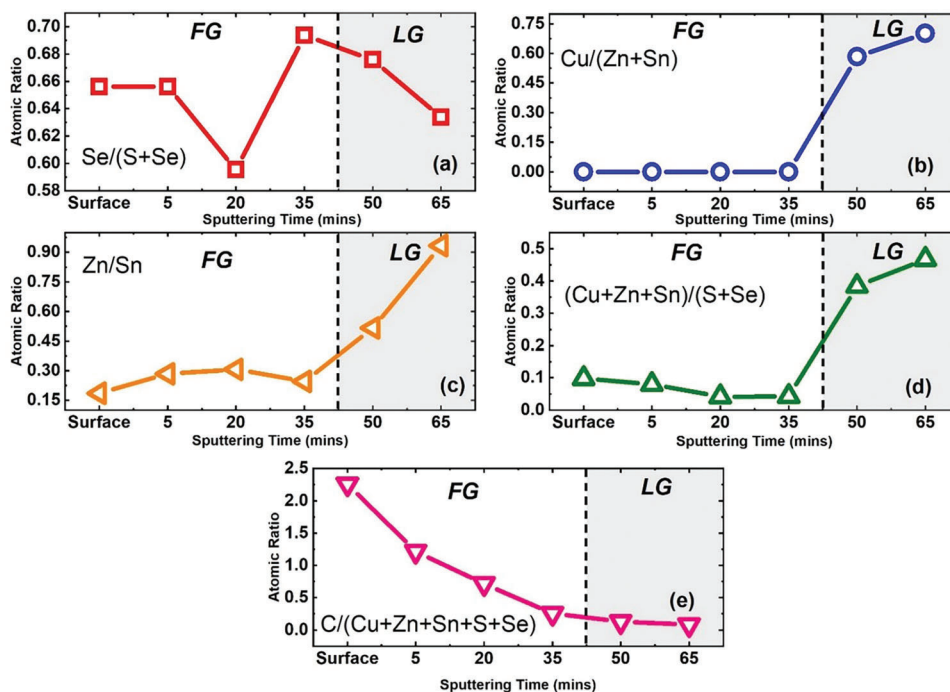 0.70
0.68
0.66
0.64
0.62
0.60
0.58
Atomic Ratio
FG
LG
Se/(S+Se)
(a)
Surface 5 20 35 50 65
Sputtering Time (mins)
0.75
0.50
0.25
0.00
Atomic Ratio
FG
LG
Cu/(Zn+Sn)
(b)
Surface 5 20 35 50 65
Sputtering Time (mins)
0.90
0.75
0.60
0.45
0.30
0.15
Atomic Ratio
Zn/Sn
FG
LG
(c)
Surface 5 20 35 50 65
Sputtering Time (mins)
0.5
0.4
0.3
0.2
0.1
0.0
Atomic Ratio
FG
LG
(Cu+Zn+Sn)/(S+Se)
(d)
Surface 5 20 35 50 65
Sputtering Time (mins)
2.5
2.0
1.5
1.0
0.5
0.0
Atomic Ratio
FG
LG
(e)
C/(Cu+Zn+Sn+S+Se)
Surface 5 20 35 50 65
Sputtering Time (mins)